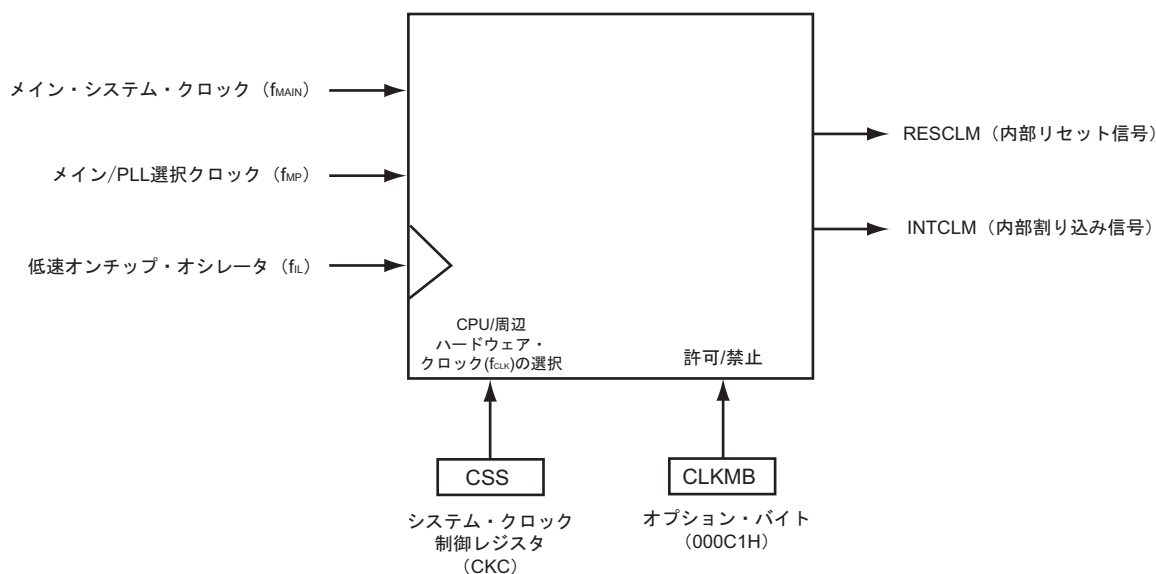 メイン・システム・クロック（fMAIN）
メイン/PLL選択クロック（fMP）
低速オンチップ・オシレータ（fIL）
RESCLM（内部リセット信号）
INTCLM（内部割り込み信号）
CPU/周辺
ハードウェア・
クロック(fCLK)の選択
許可/禁止
CSS
CLKMB
システム・クロック
制御レジスタ
（CKC）
オプション・バイト
（000C1H）